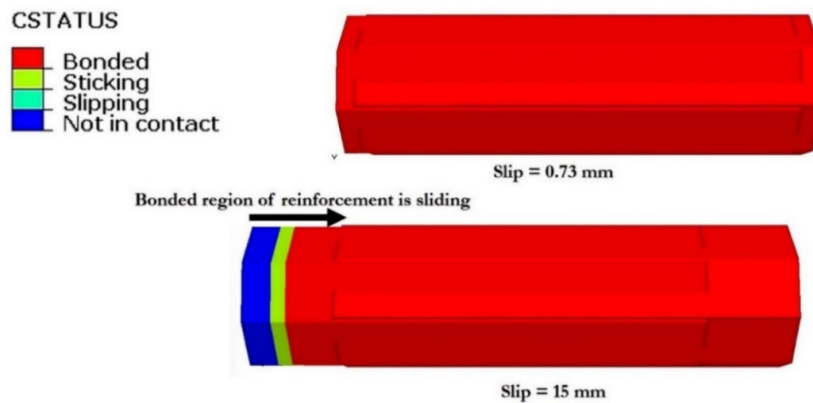 CSTATUS
Bonded
Sticking
Slipping
Not in contact
Slip = 0.73 mm
Bonded region of reinforcement is sliding
Slip = 15 mm